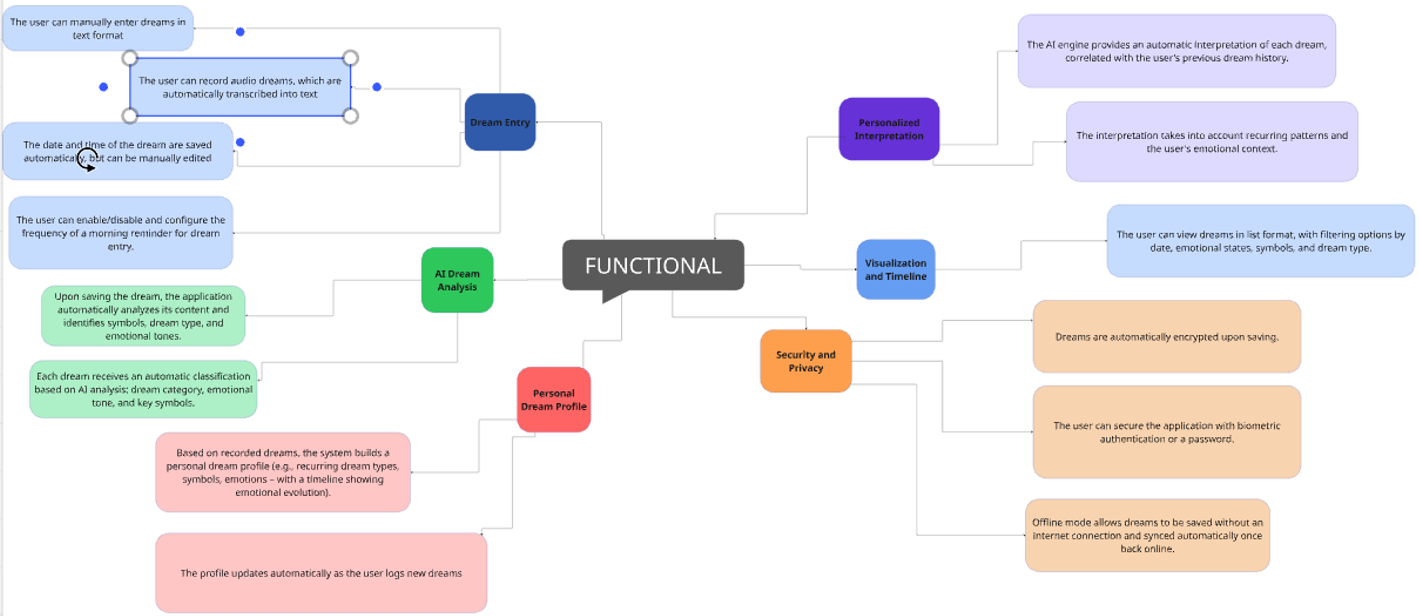 The user can manually enter dreams in
text format
The user can record audio dreams, which are
automatically transcribed into text
The date and time of the dream are saved
automatically, but can be manually edited
The user can enable/disable and configure the
frequency of a morning reminder for dream
entry.
Dream Entry
AI Dream
Analysis
Upon saving the dream, the application
automatically analyzes its content and
identifies symbols, dream type, and
emotional tones.
Each dream receives an automatic classification
based on AI analysis: dream category, emotional
tone, and key symbols.
Personal
Dream Profile
Based on recorded dreams, the system builds a
personal dream profile (e.g., recurring dream types,
symbols, emotions – with a timeline showing
emotional evolution).
The profile updates automatically as the user logs new dreams
FUNCTIONAL
Personalized
Interpretation
The AI engine provides an automatic interpretation of each dream,
correlated with the user's previous dream history.
The interpretation takes into account recurring patterns and
the user's emotional context.
Visualization
and Timeline
The user can view dreams in list format, with filtering options by
date, emotional states, symbols, and dream type.
Security and
Privacy
Dreams are automatically encrypted upon saving.
The user can secure the application with biometric
authentication or a password.
Offline mode allows dreams to be saved without an
internet connection and synced automatically once
back online.